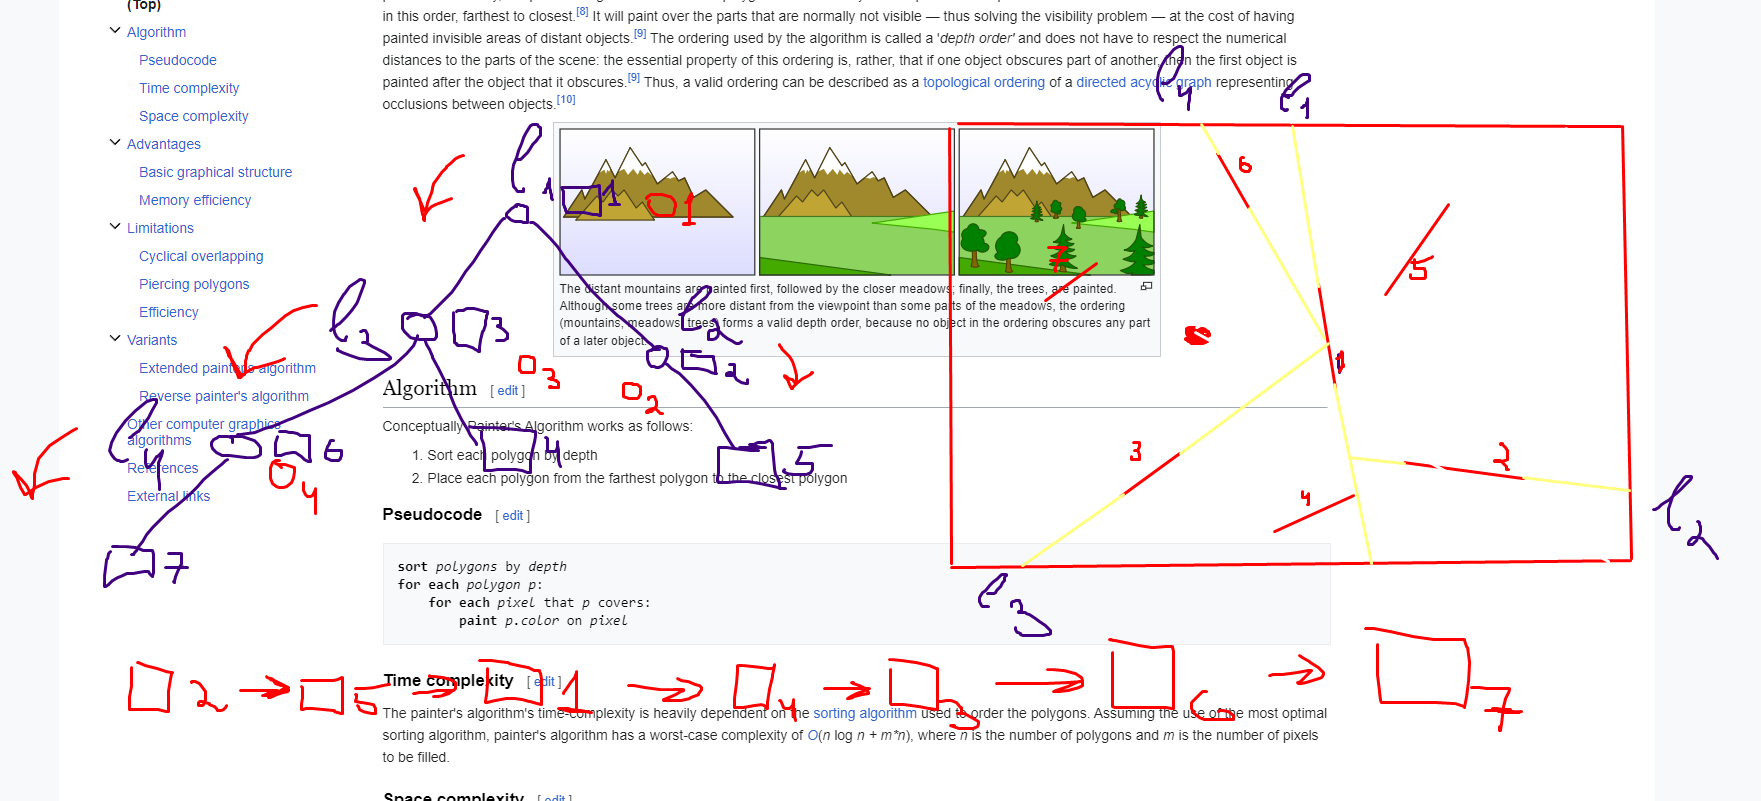 (Top)
Algorithm
Pseudocode
Time complexity
Space complexity
Advantages
Basic graphical structure
Memory efficiency
Limitations
Cyclical overlapping
Piercing polygons
Efficiency
Variants
Extended painter's algorithm
Reverse painter's algorithm
Other computer graphics
algorithms
References
External links
in this order, farthest to closest.[8] It will paint over the parts that are normally not visible — thus solving the visibility problem — at the cost of having
painted invisible areas of distant objects.[9] The ordering used by the algorithm is called a 'depth order' and does not have to respect the numerical
distances to the parts of the scene: the essential property of this ordering is, rather, that if one object obscures part of another, then the first object is
painted after the object that it obscures.[9] Thus, a valid ordering can be described as a topological ordering of a directed acyclic graph representing
occlusions between objects.[10]
The distant mountains are painted first, followed by the closer meadows; finally, the trees, are painted.
Although some trees are more distant from the viewpoint than some parts of the meadows, the ordering
(mountains, meadows, trees) forms a valid depth order, because no object in the ordering obscures any part
of a later object.
Algorithm [ edit ]
Conceptually Painter's Algorithm works as follows:
1. Sort each polygon by depth
2. Place each polygon from the farthest polygon to the closest polygon
Pseudocode [ edit ]
sort polygons by depth
for each polygon p:
for each pixel that p covers:
paint p.color on pixel
Time complexity [ edit ]
The painter's algorithm's time-complexity is heavily dependent on the sorting algorithm used to order the polygons. Assuming the use of the most optimal
sorting algorithm, painter's algorithm has a worst-case complexity of O(n log n + m*n), where n is the number of polygons and m is the number of pixels
to be filled.
Space complexity [ edit ]
l1
1
1
l3
3
3
l2
2
2
l4
6
4
4
5
7
l4
l1
6
5
7
1
3
2
4
l2
l3
2
5
1
4
3
6
7